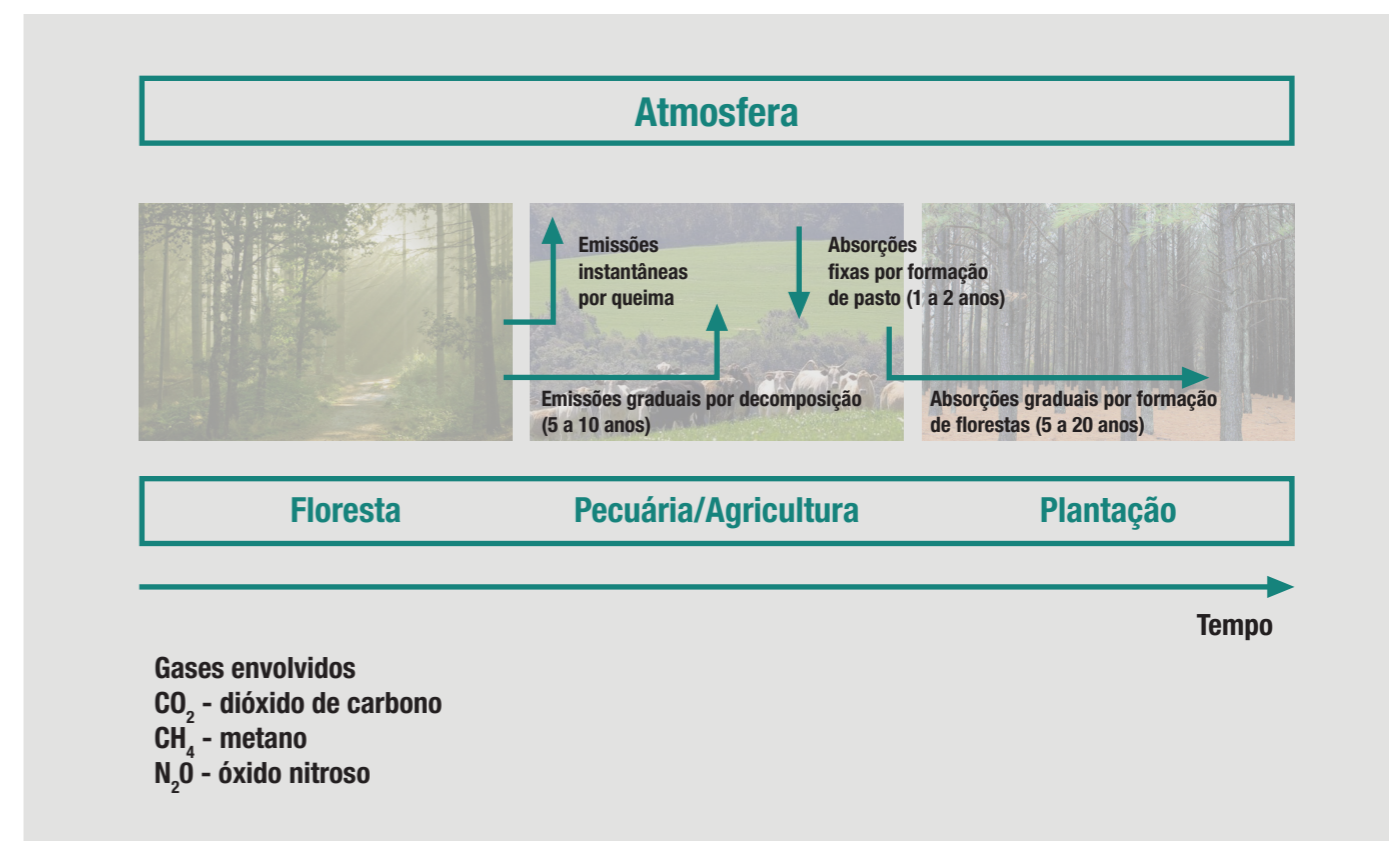 Atmosfera
Emissões
instantâneas
por queima
Absorções
fixas por formação
de pasto (1 a 2 anos)
Emissões graduais por decomposição
(5 a 10 anos)
Absorções graduais por formação
de florestas (5 a 20 anos)
Floresta
Pecuária/Agricultura
Plantação
Tempo
Gases envolvidos
CO₂ - dióxido de carbono
CH₄ - metano
N₂O - óxido nitroso